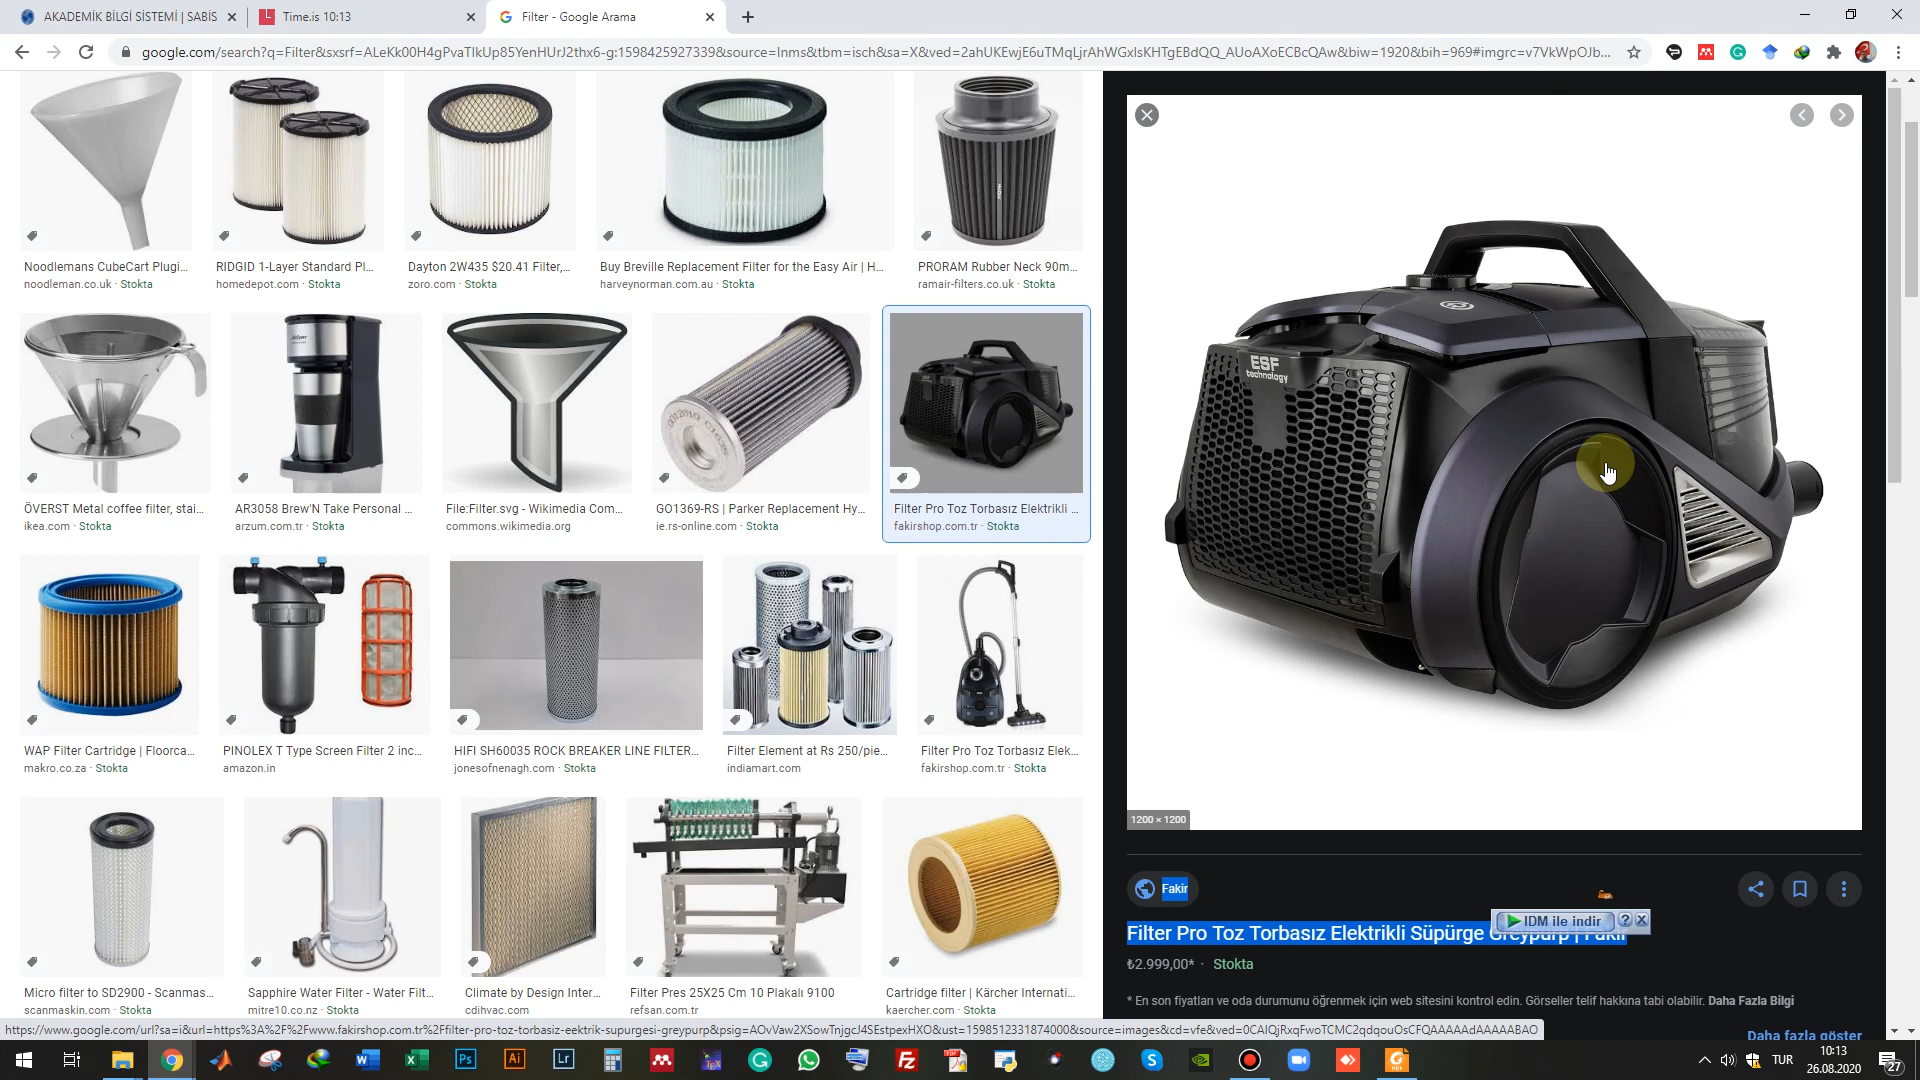 AKADEMİK BİLGİ SİSTEMİ | SABİS
Time.is 10:13
Filter - Google Arama
google.com/search?q=Filter&sxsrf=ALeKk00H4gPvaTIkUp85YenHUrJ2thx6-g:1598425927339&source=lnms&tbm=isch&sa=X&ved=2ahUKEwjE6uTMqLjrAhWGxIsKHTgEBdQQ_AUoAXoECBcQAw&biw=1920&bih=969#imgrc=v7VkWpOJb...
Noodlemans CubeCart Plugi...
noodleman.co.uk · Stokta
RIDGID 1-Layer Standard Pl...
homedepot.com · Stokta
Dayton 2W435 $20.41 Filter,...
zoro.com · Stokta
Buy Breville Replacement Filter for the Easy Air | H...
harveynorman.com.au · Stokta
PRORAM Rubber Neck 90m...
ramair-filters.co.uk · Stokta
ÖVERST Metal coffee filter, stai...
ikea.com · Stokta
AR3058 Brew'N Take Personal ...
arzum.com.tr · Stokta
File:Filter.svg - Wikimedia Com...
commons.wikimedia.org
GO1369-RS | Parker Replacement Hy...
ie.rs-online.com · Stokta
Filter Pro Toz Torbasız Elektrikli ...
fakirshop.com.tr · Stokta
WAP Filter Cartridge | Floorca...
makro.co.za · Stokta
PINOLEX T Type Screen Filter 2 inc...
amazon.in
HIFI SH60035 ROCK BREAKER LINE FILTER...
jonesofnenagh.com · Stokta
Filter Element at Rs 250/pie...
indiamart.com
Filter Pro Toz Torbasız Elek...
fakirshop.com.tr · Stokta
Micro filter to SD2900 - Scanmas...
scanmaskin.com · Stokta
Sapphire Water Filter - Water Filt...
mitre10.co.nz · Stokta
Climate by Design Inter...
cdihvac.com
Filter Pres 25X25 Cm 10 Plakalı 9100
refsan.com.tr
Cartridge filter | Kärcher Internati...
kaercher.com · Stokta
ESF
technology
1200 × 1200
Fakir
IDM ile indir
Filter Pro Toz Torbasız Elektrikli Süpürge Greypurp | Fakir
₺2.999,00* · Stokta
* En son fiyatları ve oda durumunu öğrenmek için web sitesini kontrol edin. Görseller telif hakkına tabi olabilir. Daha Fazla Bilgi
Daha fazla göster
https://www.google.com/url?sa=i&url=https%3A%2F%2Fwww.fakirshop.com.tr%2Ffilter-pro-toz-torbasiz-eektrik-supurgesi-greypurp&psig=AOvVaw2XSowTnjgcJ4SEstpexHXO&ust=1598512331874000&source=images&cd=vfe&ved=0CAIQjRxqFwoTCMC2qdqouOsCFQAAAAAdAAAAABAO
TUR
10:13
26.08.2020
27